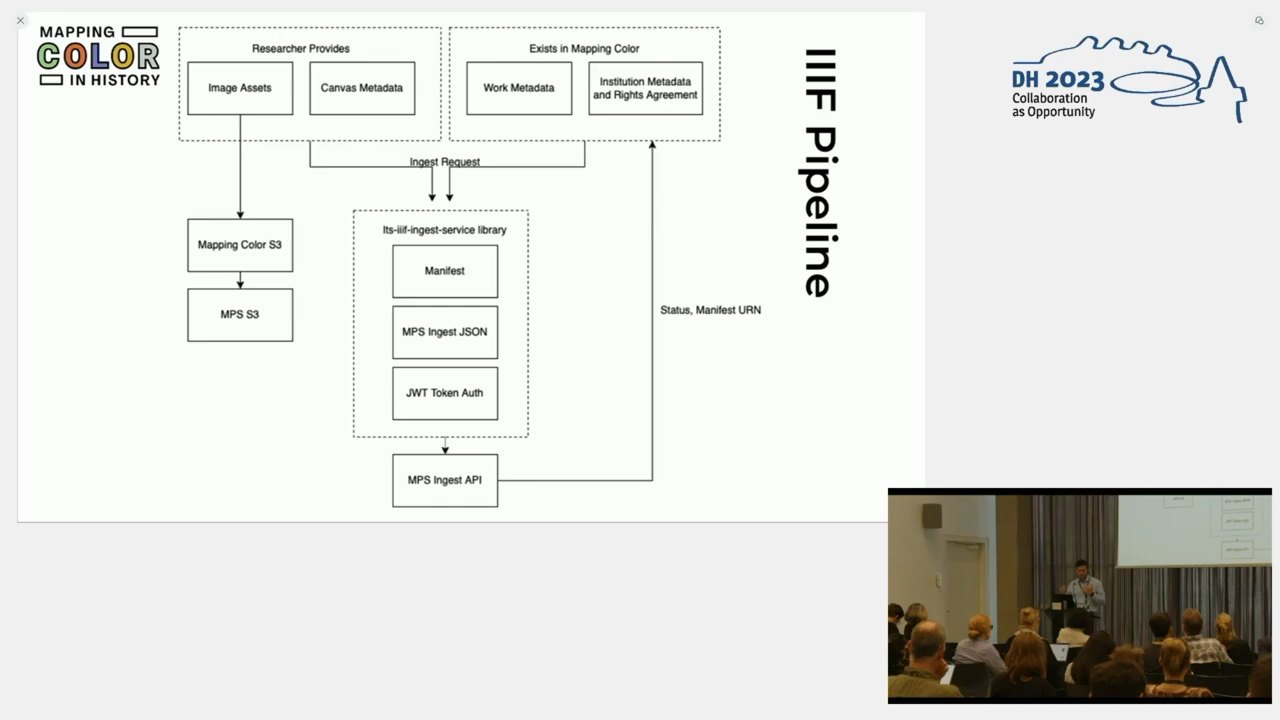 MAPPING
COLOR
IN HISTORY
Researcher Provides
Image Assets
Canvas Metadata
Exists in Mapping Color
Work Metadata
Institution Metadata
and Rights Agreement
IIIF Pipeline
DH 2023
Collaboration
as Opportunity
Ingest Request
Mapping Color S3
MPS S3
Its-iiif-ingest-service library
Manifest
MPS Ingest JSON
JWT Token Auth
MPS Ingest API
Status, Manifest URN